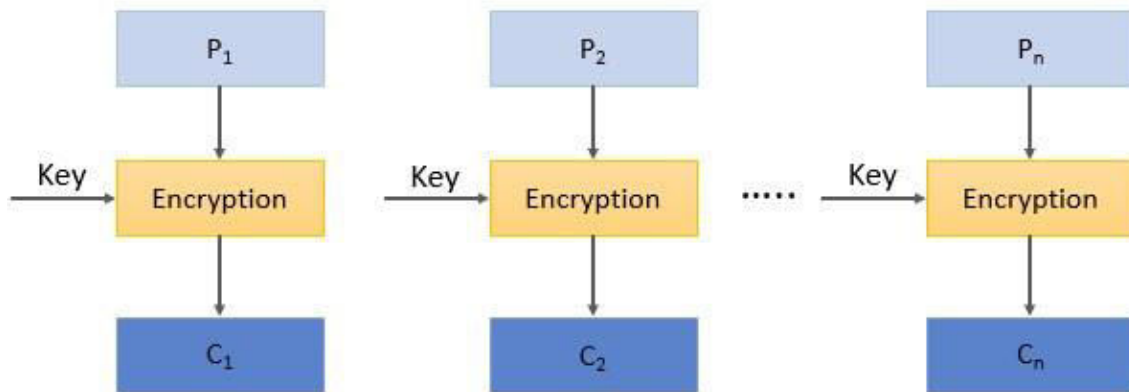 P₁ P₂ Pₙ
Key Encryption Key Encryption ..... Key Encryption
C₁ C₂ Cₙ